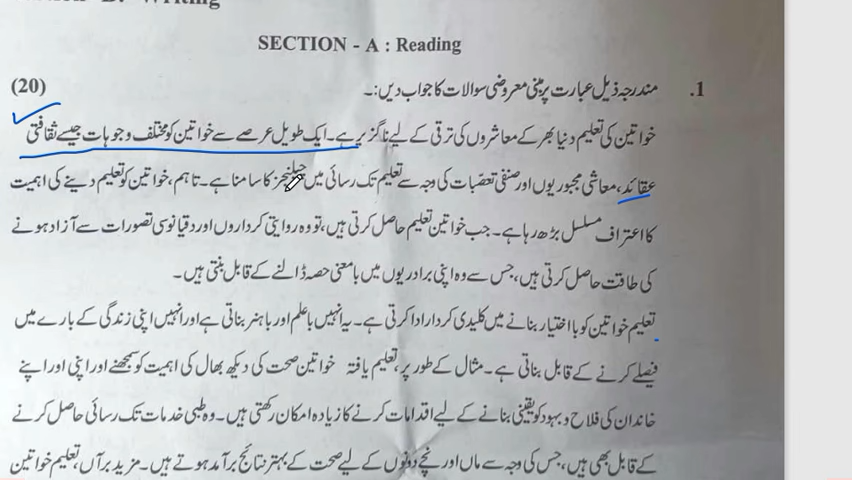 SECTION - A : Reading
1. مندرجہ ذیل عبارت پر مبنی معروضی سوالات کا جواب دیں:۔ (20)
خواتین کی تعلیم دنیا بھر کے معاشروں کی ترقی کے لیے ناگزیر ہے۔ ایک طویل عرصے سے خواتین کو مختلف وجوہات جیسے ثقافتی
عقائد، معاشی مجبوریوں اور صنفی تعصبات کی وجہ سے تعلیم تک رسائی میں چیلنجز کا سامنا ہے۔ تاہم، خواتین کو تعلیم دینے کی اہمیت
کا اعتراف مسلسل بڑھ رہا ہے۔ جب خواتین تعلیم حاصل کرتی ہیں، تو وہ روایتی کرداروں اور دقیانوسی تصورات سے آزاد ہونے
کی طاقت حاصل کرتی ہیں، جس سے وہ اپنی برادریوں میں بامعنی حصہ ڈالنے کے قابل بنتی ہیں۔
تعلیم خواتین کو بااختیار بنانے میں کلیدی کردار ادا کرتی ہے۔ یہ انہیں باعلم اور باہنر بناتی ہے اور انہیں اپنی زندگی کے بارے میں
فیصلے کرنے کے قابل بناتی ہے۔ مثال کے طور پر، تعلیم یافتہ خواتین صحت کی دیکھ بھال کی اہمیت کو سمجھنے اور اپنی اور اپنے
خاندان کی فلاح و بہبود کو یقینی بنانے کے لیے اقدامات کرنے کا زیادہ امکان رکھتی ہیں۔ وہ طبی خدمات تک رسائی حاصل کرنے
کے قابل بھی ہیں، جس کی وجہ سے ماں اور بچے دونوں کے لیے صحت کے بہتر نتائج برآمد ہوتے ہیں۔ مزید برآں، تعلیم خواتین